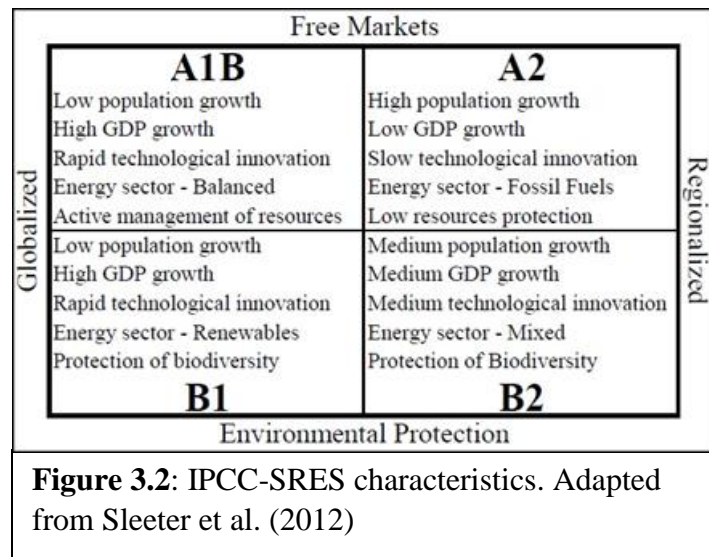 Free Markets
Globalized
A1B
Low population growth
High GDP growth
Rapid technological innovation
Energy sector - Balanced
Active management of resources
A2
High population growth
Low GDP growth
Slow technological innovation
Energy sector - Fossil Fuels
Low resources protection
Regionalized
Low population growth
High GDP growth
Rapid technological innovation
Energy sector - Renewables
Protection of biodiversity
B1
Medium population growth
Medium GDP growth
Medium technological innovation
Energy sector - Mixed
Protection of Biodiversity
B2
Environmental Protection
Figure 3.2: IPCC-SRES characteristics. Adapted
from Sleeter et al. (2012)